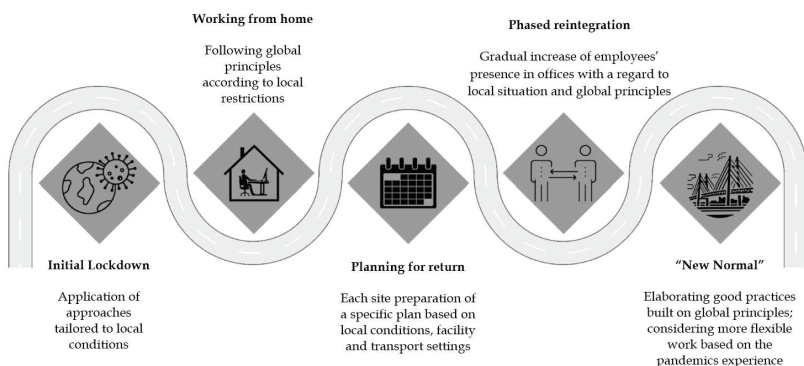 Working from home
Following global
principles
according to local
restrictions
Phased reintegration
Gradual increase of employees’
presence in offices with a regard to
local situation and global principles
Initial Lockdown
Application of
approaches
tailored to local
conditions
Planning for return
Each site preparation of
a specific plan based on
local conditions, facility
and transport settings
“New Normal”
Elaborating good practices
built on global principles;
considering more flexible
work based on the
pandemics experience